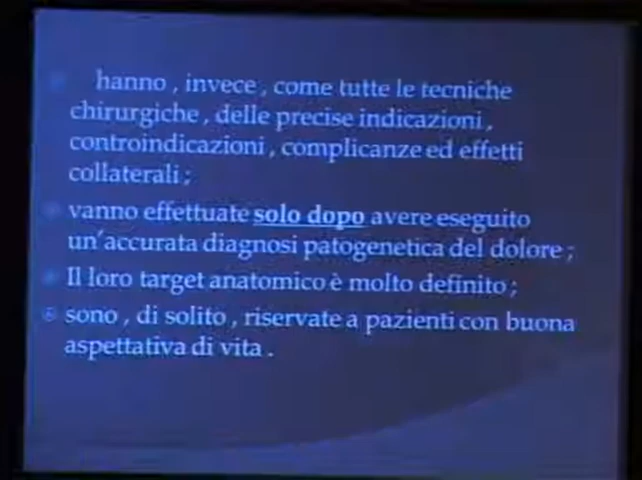 hanno , invece , come tutte le tecniche
chirurgiche , delle precise indicazioni ,
controindicazioni , complicanze ed effetti
collaterali ;
vanno effettuate solo dopo avere eseguito
un'accurata diagnosi patogenetica del dolore ;
Il loro target anatomico è molto definito ;
sono , di solito , riservate a pazienti con buona
aspettativa di vita .